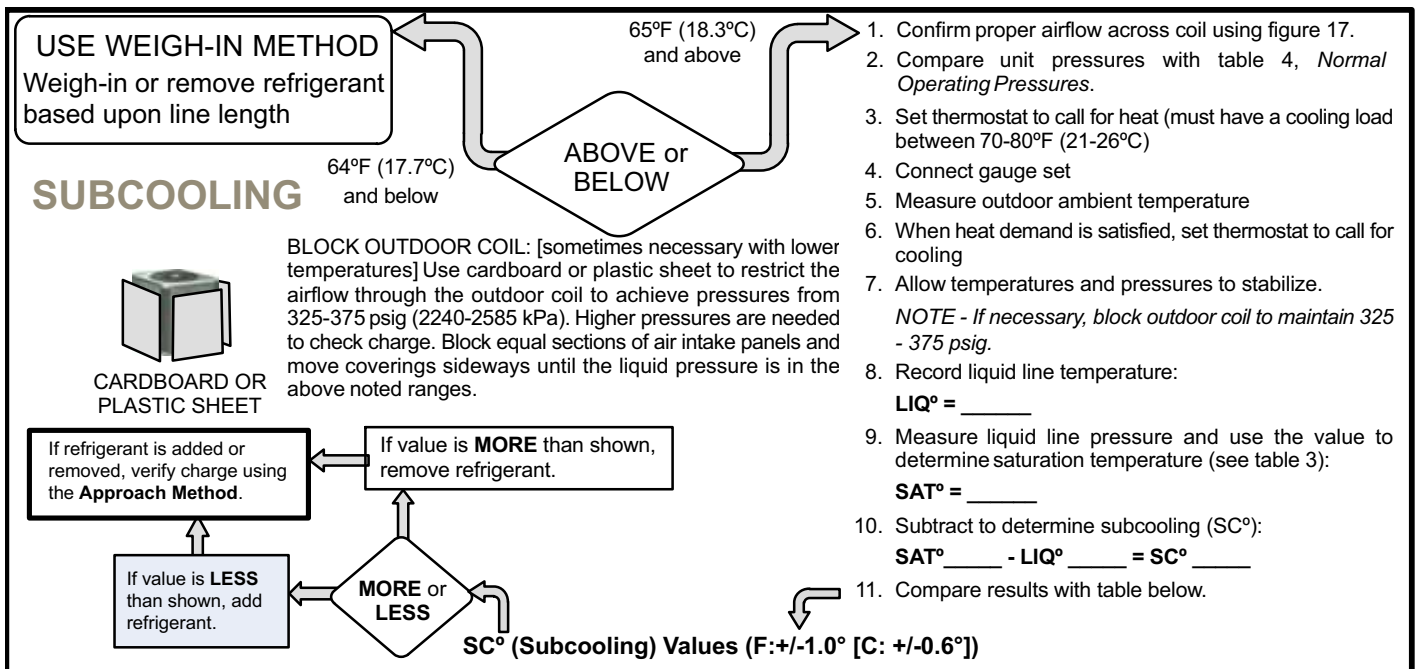 USE WEIGH-IN METHOD
Weigh-in or remove refrigerant
based upon line length
65ºF (18.3ºC)
and above
64ºF (17.7ºC)
and below
ABOVE or
BELOW
SUBCOOLING
BLOCK OUTDOOR COIL: [sometimes necessary with lower
temperatures] Use cardboard or plastic sheet to restrict the
airflow through the outdoor coil to achieve pressures from
325-375 psig (2240-2585 kPa). Higher pressures are needed
to check charge. Block equal sections of air intake panels and
move coverings sideways until the liquid pressure is in the
above noted ranges.
CARDBOARD OR
PLASTIC SHEET
1. Confirm proper airflow across coil using figure 17.
2. Compare unit pressures with table 4, Normal
Operating Pressures.
3. Set thermostat to call for heat (must have a cooling load
between 70-80ºF (21-26ºC)
4. Connect gauge set
5. Measure outdoor ambient temperature
6. When heat demand is satisfied, set thermostat to call for
cooling
7. Allow temperatures and pressures to stabilize.
NOTE - If necessary, block outdoor coil to maintain 325
- 375 psig.
8. Record liquid line temperature:
LIQº = ______
9. Measure liquid line pressure and use the value to
determine saturation temperature (see table 3):
SATº = ______
10. Subtract to determine subcooling (SCº):
SATº_____ - LIQº _____ = SCº _____
11. Compare results with table below.
If refrigerant is added or
removed, verify charge using
the Approach Method.
If value is MORE than shown,
remove refrigerant.
If value is LESS
than shown, add
refrigerant.
MORE or
LESS
SCº (Subcooling) Values (F:+/-1.0° [C: +/-0.6°])